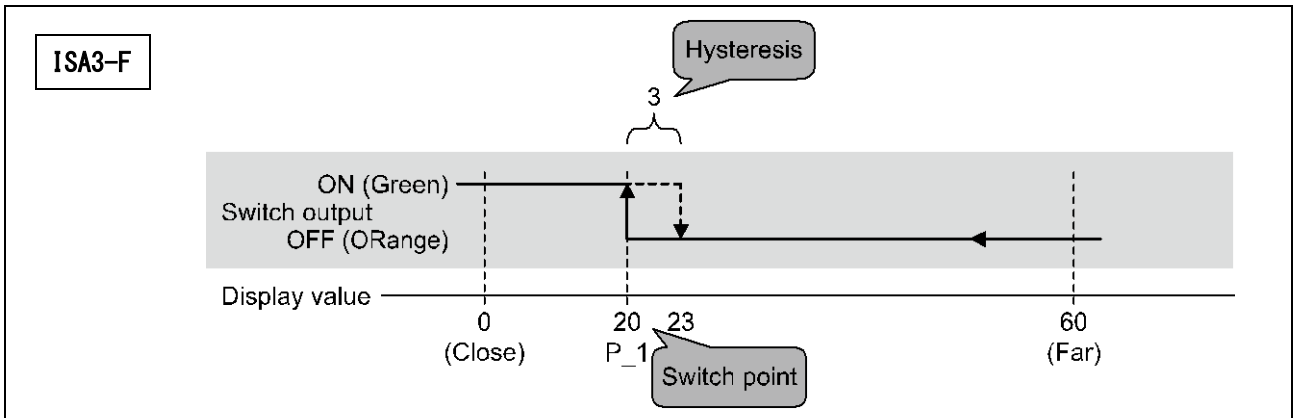 ISA3-F
Hysteresis
3
ON (Green)
Switch output
OFF (ORange)
Display value
0 20 23 60
(Close) P_1 (Far)
Switch point